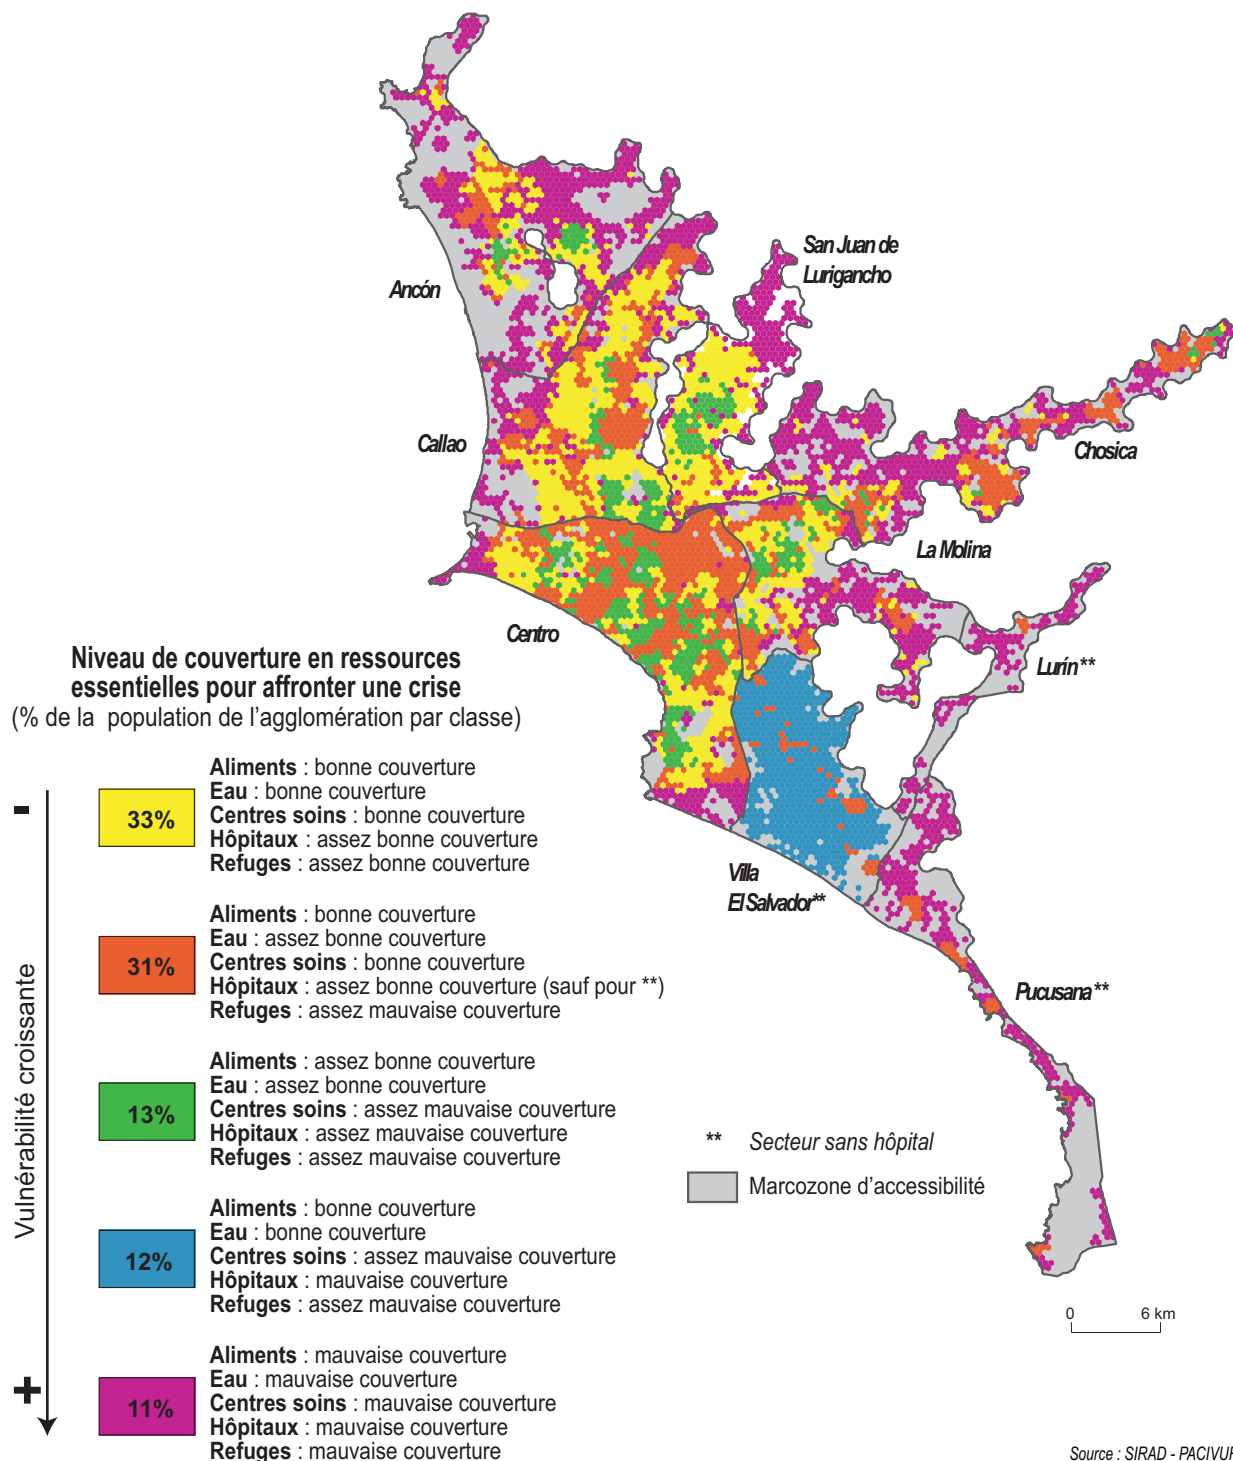 San Juan de
Lurigancho
Ancón
Callao
Chosica
La Molina
Centro
Lurín**
Villa
El Salvador**
Pucusana**
Niveau de couverture en ressources
essentielles pour affronter une crise
(% de la population de l'agglomération par classe)
Vulnérabilité croissante
-
+
33%
Aliments : bonne couverture
Eau : bonne couverture
Centres soins : bonne couverture
Hôpitaux : assez bonne couverture
Refuges : assez bonne couverture
31%
Aliments : bonne couverture
Eau : assez bonne couverture
Centres soins : bonne couverture
Hôpitaux : assez bonne couverture (sauf pour **)
Refuges : assez mauvaise couverture
13%
Aliments : assez bonne couverture
Eau : assez bonne couverture
Centres soins : assez mauvaise couverture
Hôpitaux : assez mauvaise couverture
Refuges : assez mauvaise couverture
12%
Aliments : bonne couverture
Eau : bonne couverture
Centres soins : assez mauvaise couverture
Hôpitaux : mauvaise couverture
Refuges : assez mauvaise couverture
11%
Aliments : mauvaise couverture
Eau : mauvaise couverture
Centres soins : mauvaise couverture
Hôpitaux : mauvaise couverture
Refuges : mauvaise couverture
** Secteur sans hôpital
Marcozone d'accessibilité
0 6 km
Source : SIRAD - PACIVUR